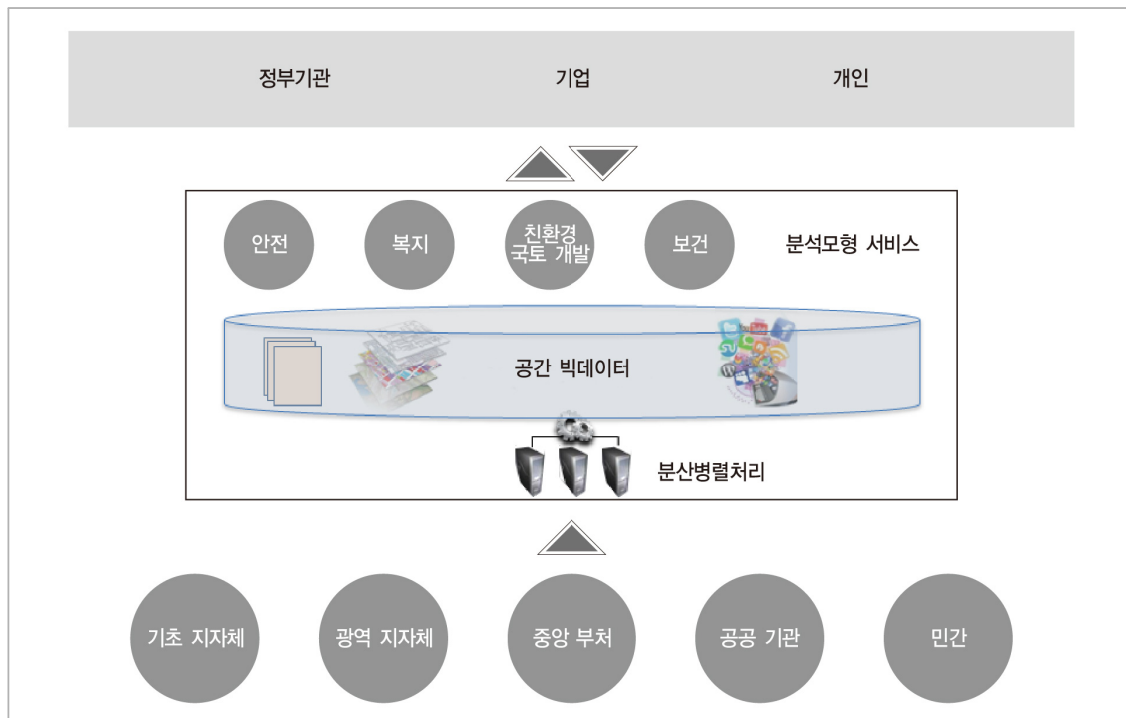 정부기관 기업 개인
안전 복지 친환경
국토 개발 보건 분석모형 서비스
공간 빅데이터
분산병렬처리
기초 지자체 광역 지자체 중앙 부처 공공 기관 민간